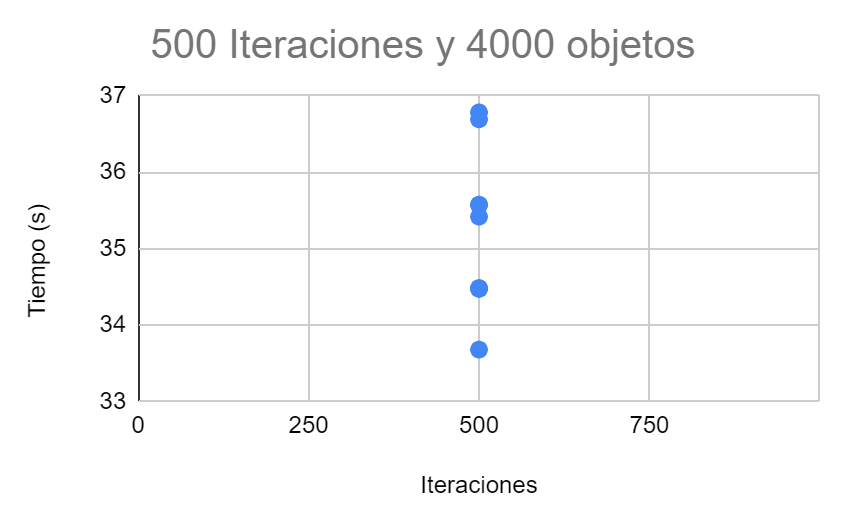 500 Iteraciones y 4000 objetos
37
36
35
34
33
Tiempo (s)
0 250 500 750
Iteraciones